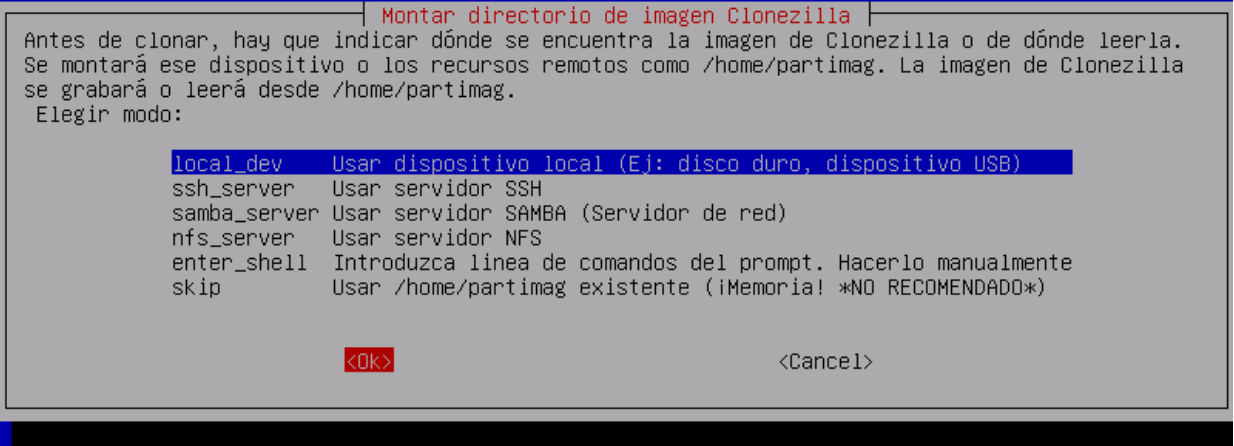 Montar directorio de imagen Clonezilla
Antes de clonar, hay que indicar dónde se encuentra la imagen de Clonezilla o de dónde leerla.
Se montará ese dispositivo o los recursos remotos como /home/partimag. La imagen de Clonezilla
se grabará o leerá desde /home/partimag.
Elegir modo:
local_dev Usar dispositivo local (Ej: disco duro, dispositivo USB)
ssh_server Usar servidor SSH
samba_server Usar servidor SAMBA (Servidor de red)
nfs_server Usar servidor NFS
enter_shell Introduzca linea de comandos del prompt. Hacerlo manualmente
skip Usar /home/partimag existente (¡Memoria! *NO RECOMENDADO*)
<Ok> <Cancel>